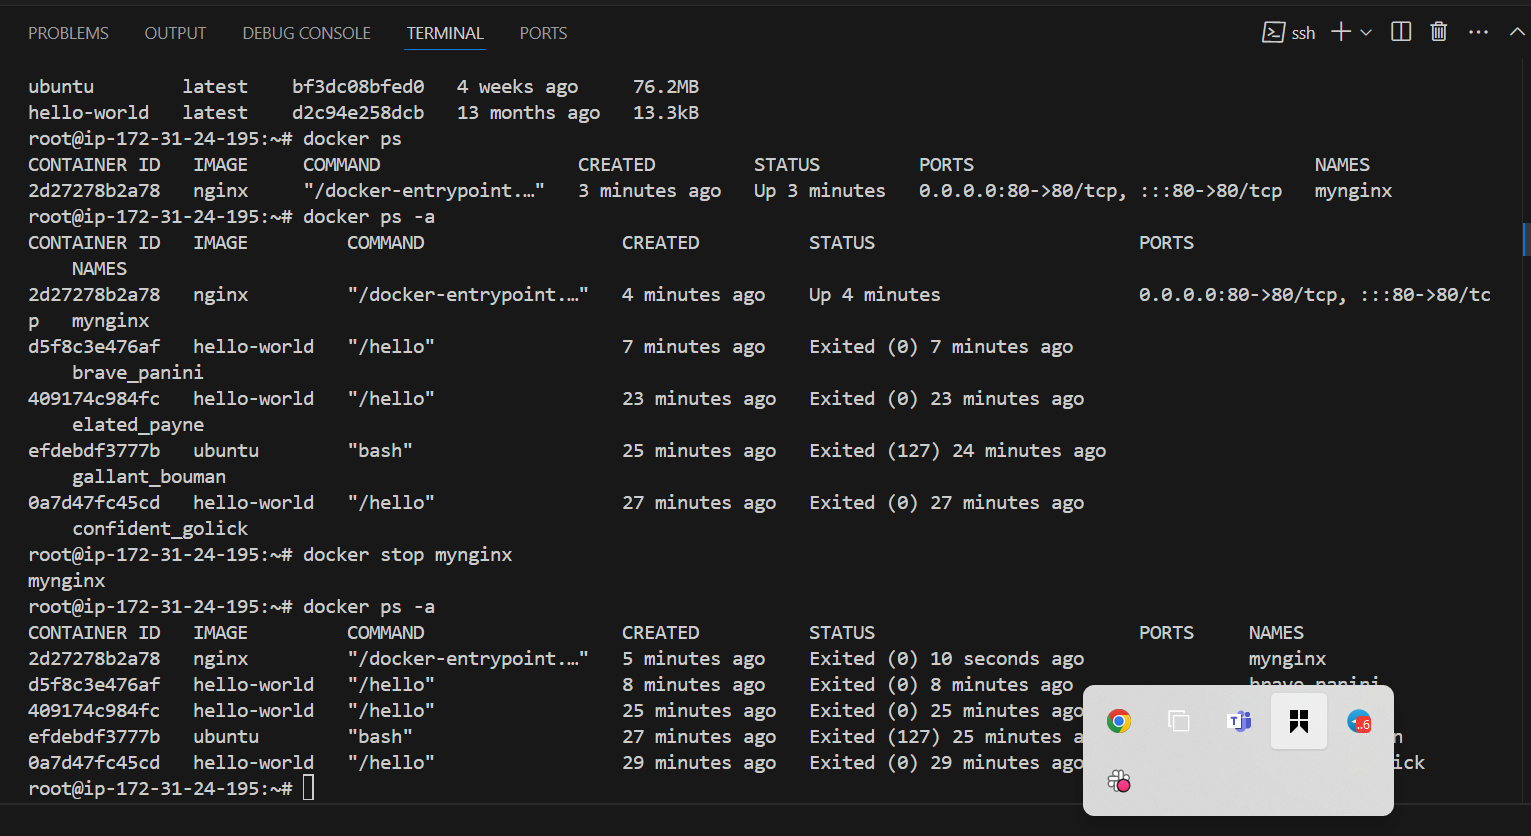 PROBLEMS OUTPUT DEBUG CONSOLE TERMINAL PORTS ssh
ubuntu latest bf3dc08bfed0 4 weeks ago 76.2MB
hello-world latest d2c94e258dcb 13 months ago 13.3kB
root@ip-172-31-24-195:~# docker ps
CONTAINER ID IMAGE COMMAND CREATED STATUS PORTS NAMES
2d27278b2a78 nginx "/docker-entrypoint.…" 3 minutes ago Up 3 minutes 0.0.0.0:80->80/tcp, :::80->80/tcp mynginx
root@ip-172-31-24-195:~# docker ps -a
CONTAINER ID IMAGE COMMAND CREATED STATUS PORTS
NAMES
2d27278b2a78 nginx "/docker-entrypoint.…" 4 minutes ago Up 4 minutes 0.0.0.0:80->80/tcp, :::80->80/tc
p mynginx
d5f8c3e476af hello-world "/hello" 7 minutes ago Exited (0) 7 minutes ago
brave_panini
409174c984fc hello-world "/hello" 23 minutes ago Exited (0) 23 minutes ago
elated_payne
efdebdf3777b ubuntu "bash" 25 minutes ago Exited (127) 24 minutes ago
gallant_bouman
0a7d47fc45cd hello-world "/hello" 27 minutes ago Exited (0) 27 minutes ago
confident_golick
root@ip-172-31-24-195:~# docker stop mynginx
mynginx
root@ip-172-31-24-195:~# docker ps -a
CONTAINER ID IMAGE COMMAND CREATED STATUS PORTS NAMES
2d27278b2a78 nginx "/docker-entrypoint.…" 5 minutes ago Exited (0) 10 seconds ago mynginx
d5f8c3e476af hello-world "/hello" 8 minutes ago Exited (0) 8 minutes ago brave_panini
409174c984fc hello-world "/hello" 25 minutes ago Exited (0) 25 minutes ago
efdebdf3777b ubuntu "bash" 27 minutes ago Exited (127) 25 minutes a
0a7d47fc45cd hello-world "/hello" 29 minutes ago Exited (0) 29 minutes ago ick
root@ip-172-31-24-195:~#